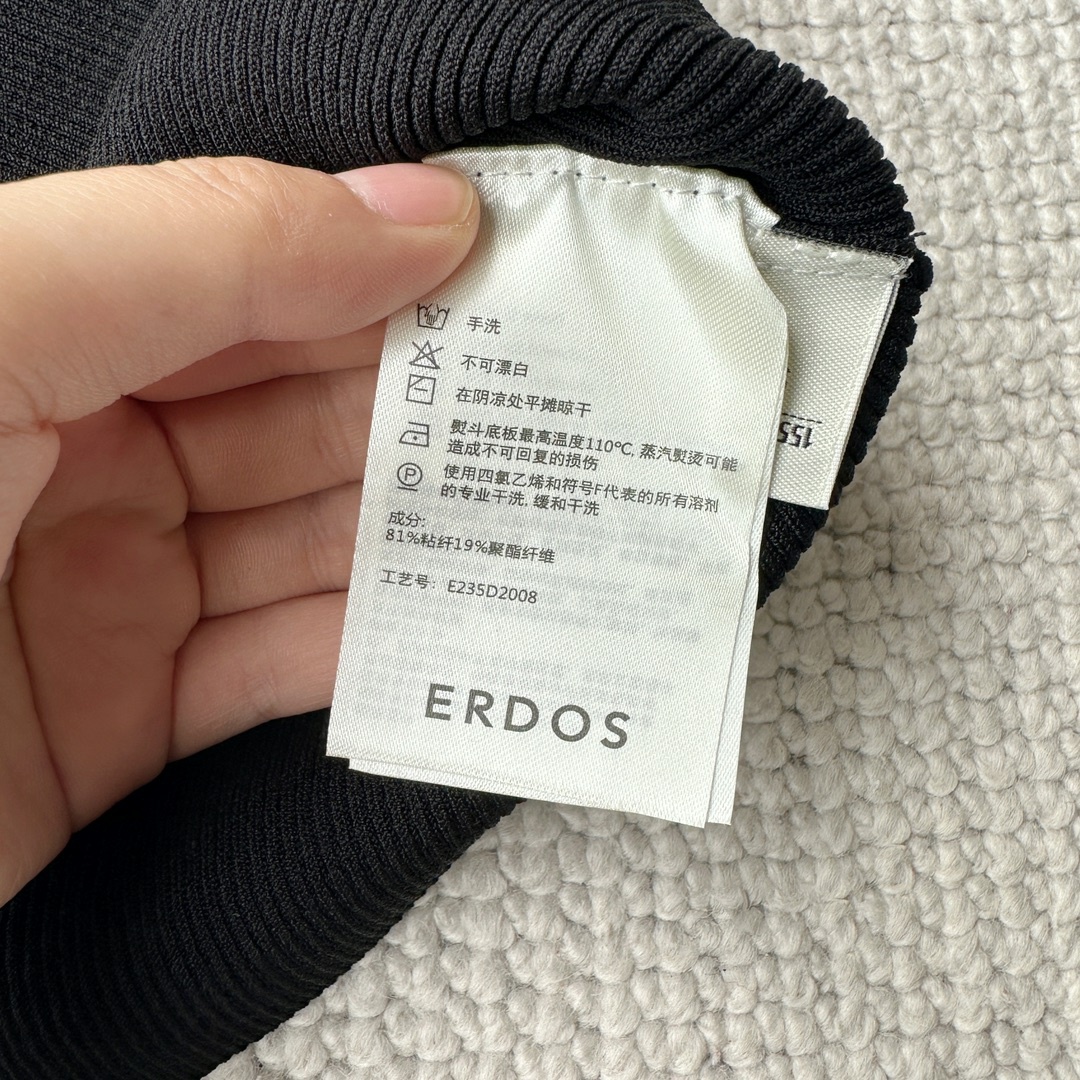 手洗
不可漂白
在阴凉处平摊晾干
熨斗底板最高温度110℃, 蒸汽熨烫可能
造成不可回复的损伤
P
使用四氯乙烯和符号F代表的所有溶剂
的专业干洗, 缓和干洗
成分:
81%粘纤19%聚酯纤维
工艺号: E235D2008
ERDOS
155